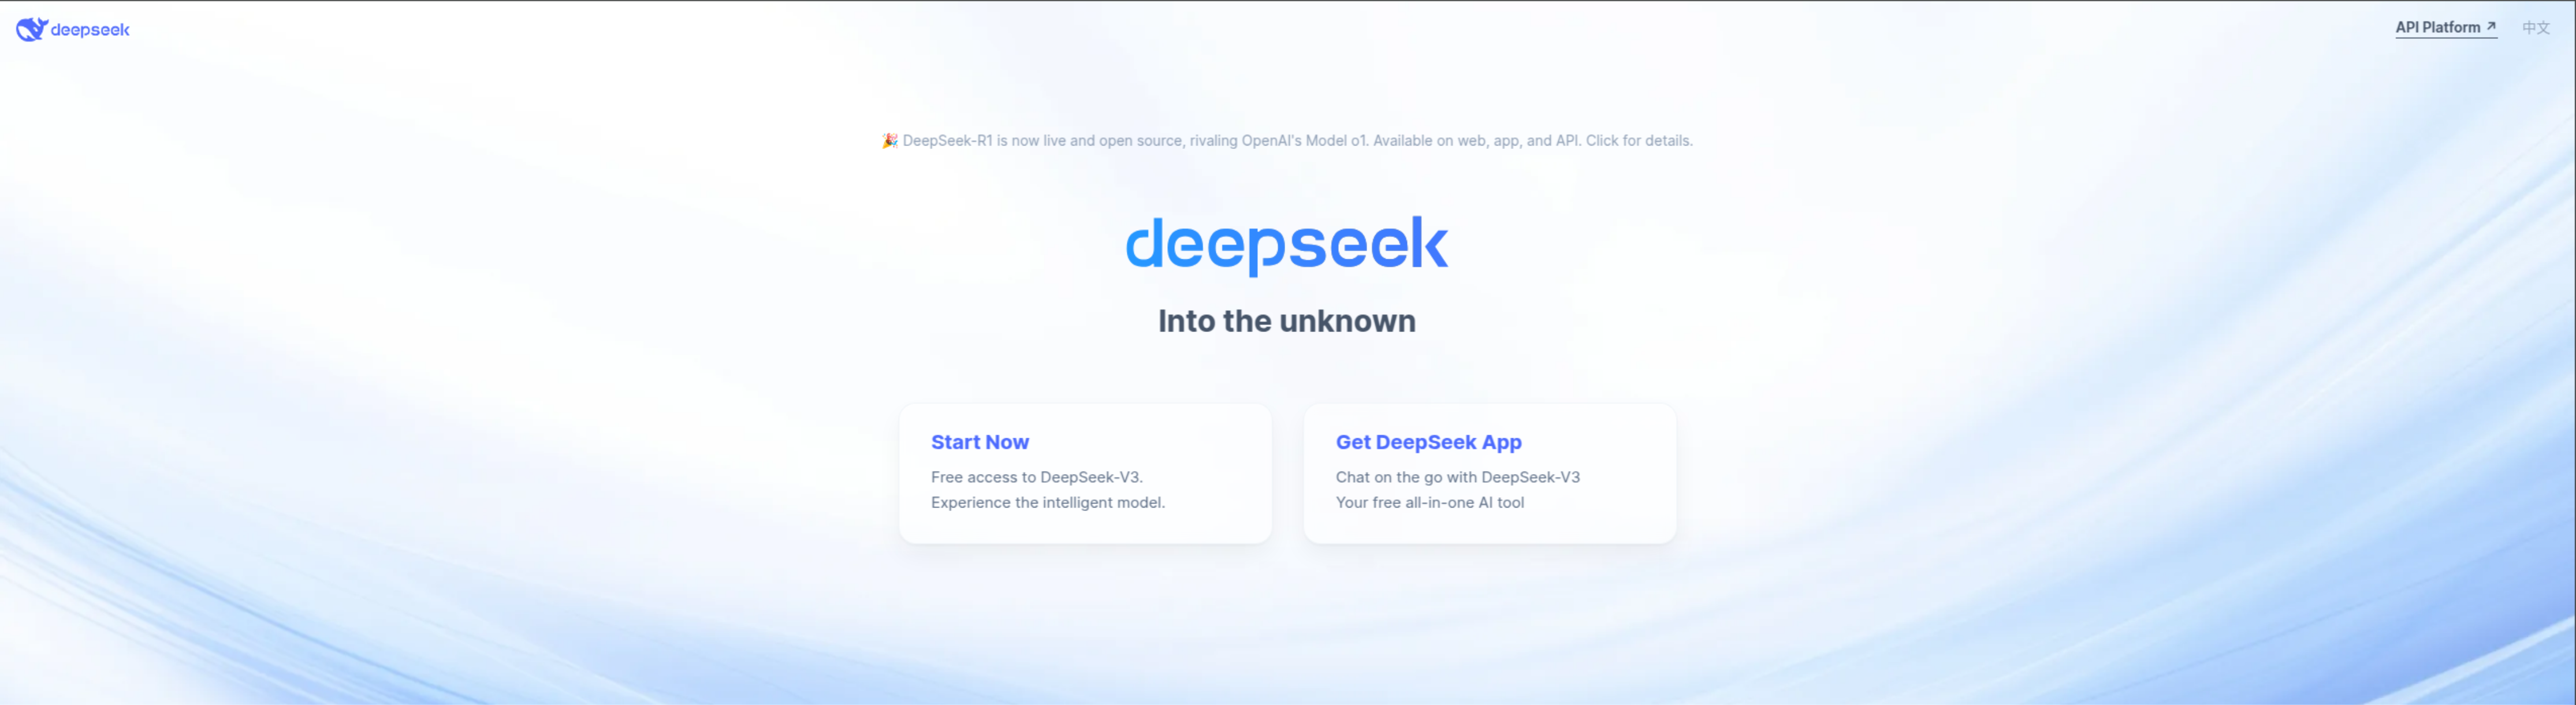 deepseek
API Platform ↗
中文
🎉 DeepSeek-R1 is now live and open source, rivaling OpenAI's Model o1. Available on web, app, and API. Click for details.
deepseek
Into the unknown
Start Now
Free access to DeepSeek-V3.
Experience the intelligent model.
Get DeepSeek App
Chat on the go with DeepSeek-V3
Your free all-in-one AI tool